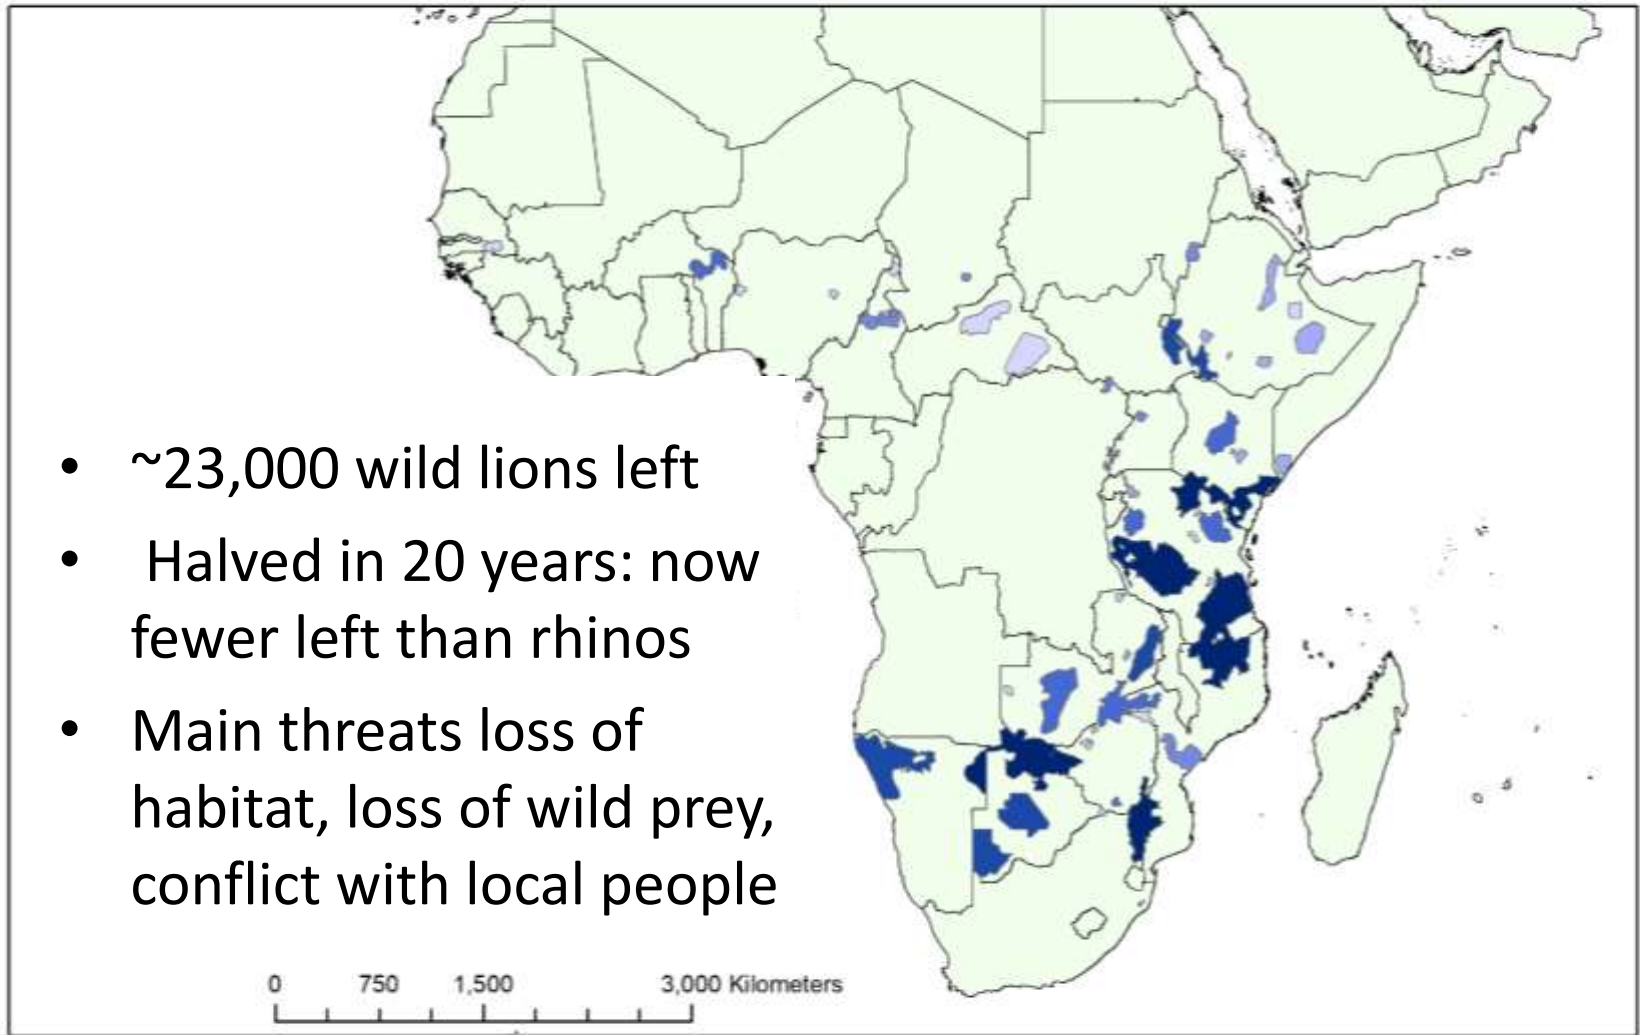 • ~23,000 wild lions left
• Halved in 20 years: now
fewer left than rhinos
• Main threats loss of
habitat, loss of wild prey,
conflict with local people
0 750 1,500 3,000 Kilometers